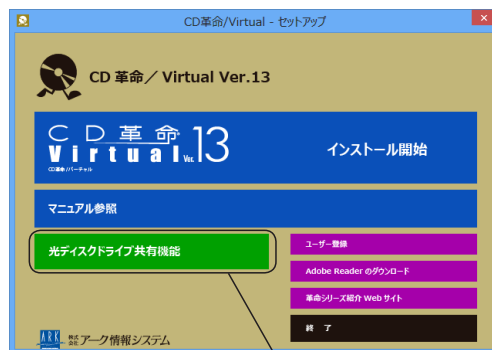 CD革命/Virtual - セットアップ
CD 革命／ Virtual Ver.13
CD革命
Virtual Ver. 13
CD革命/バーチャル
インストール開始
マニュアル参照
光ディスクドライブ共有機能
ユーザー登録
Adobe Reader のダウンロード
革命シリーズ紹介 Web サイト
終 了
ARK 株式会社 アーク情報システム